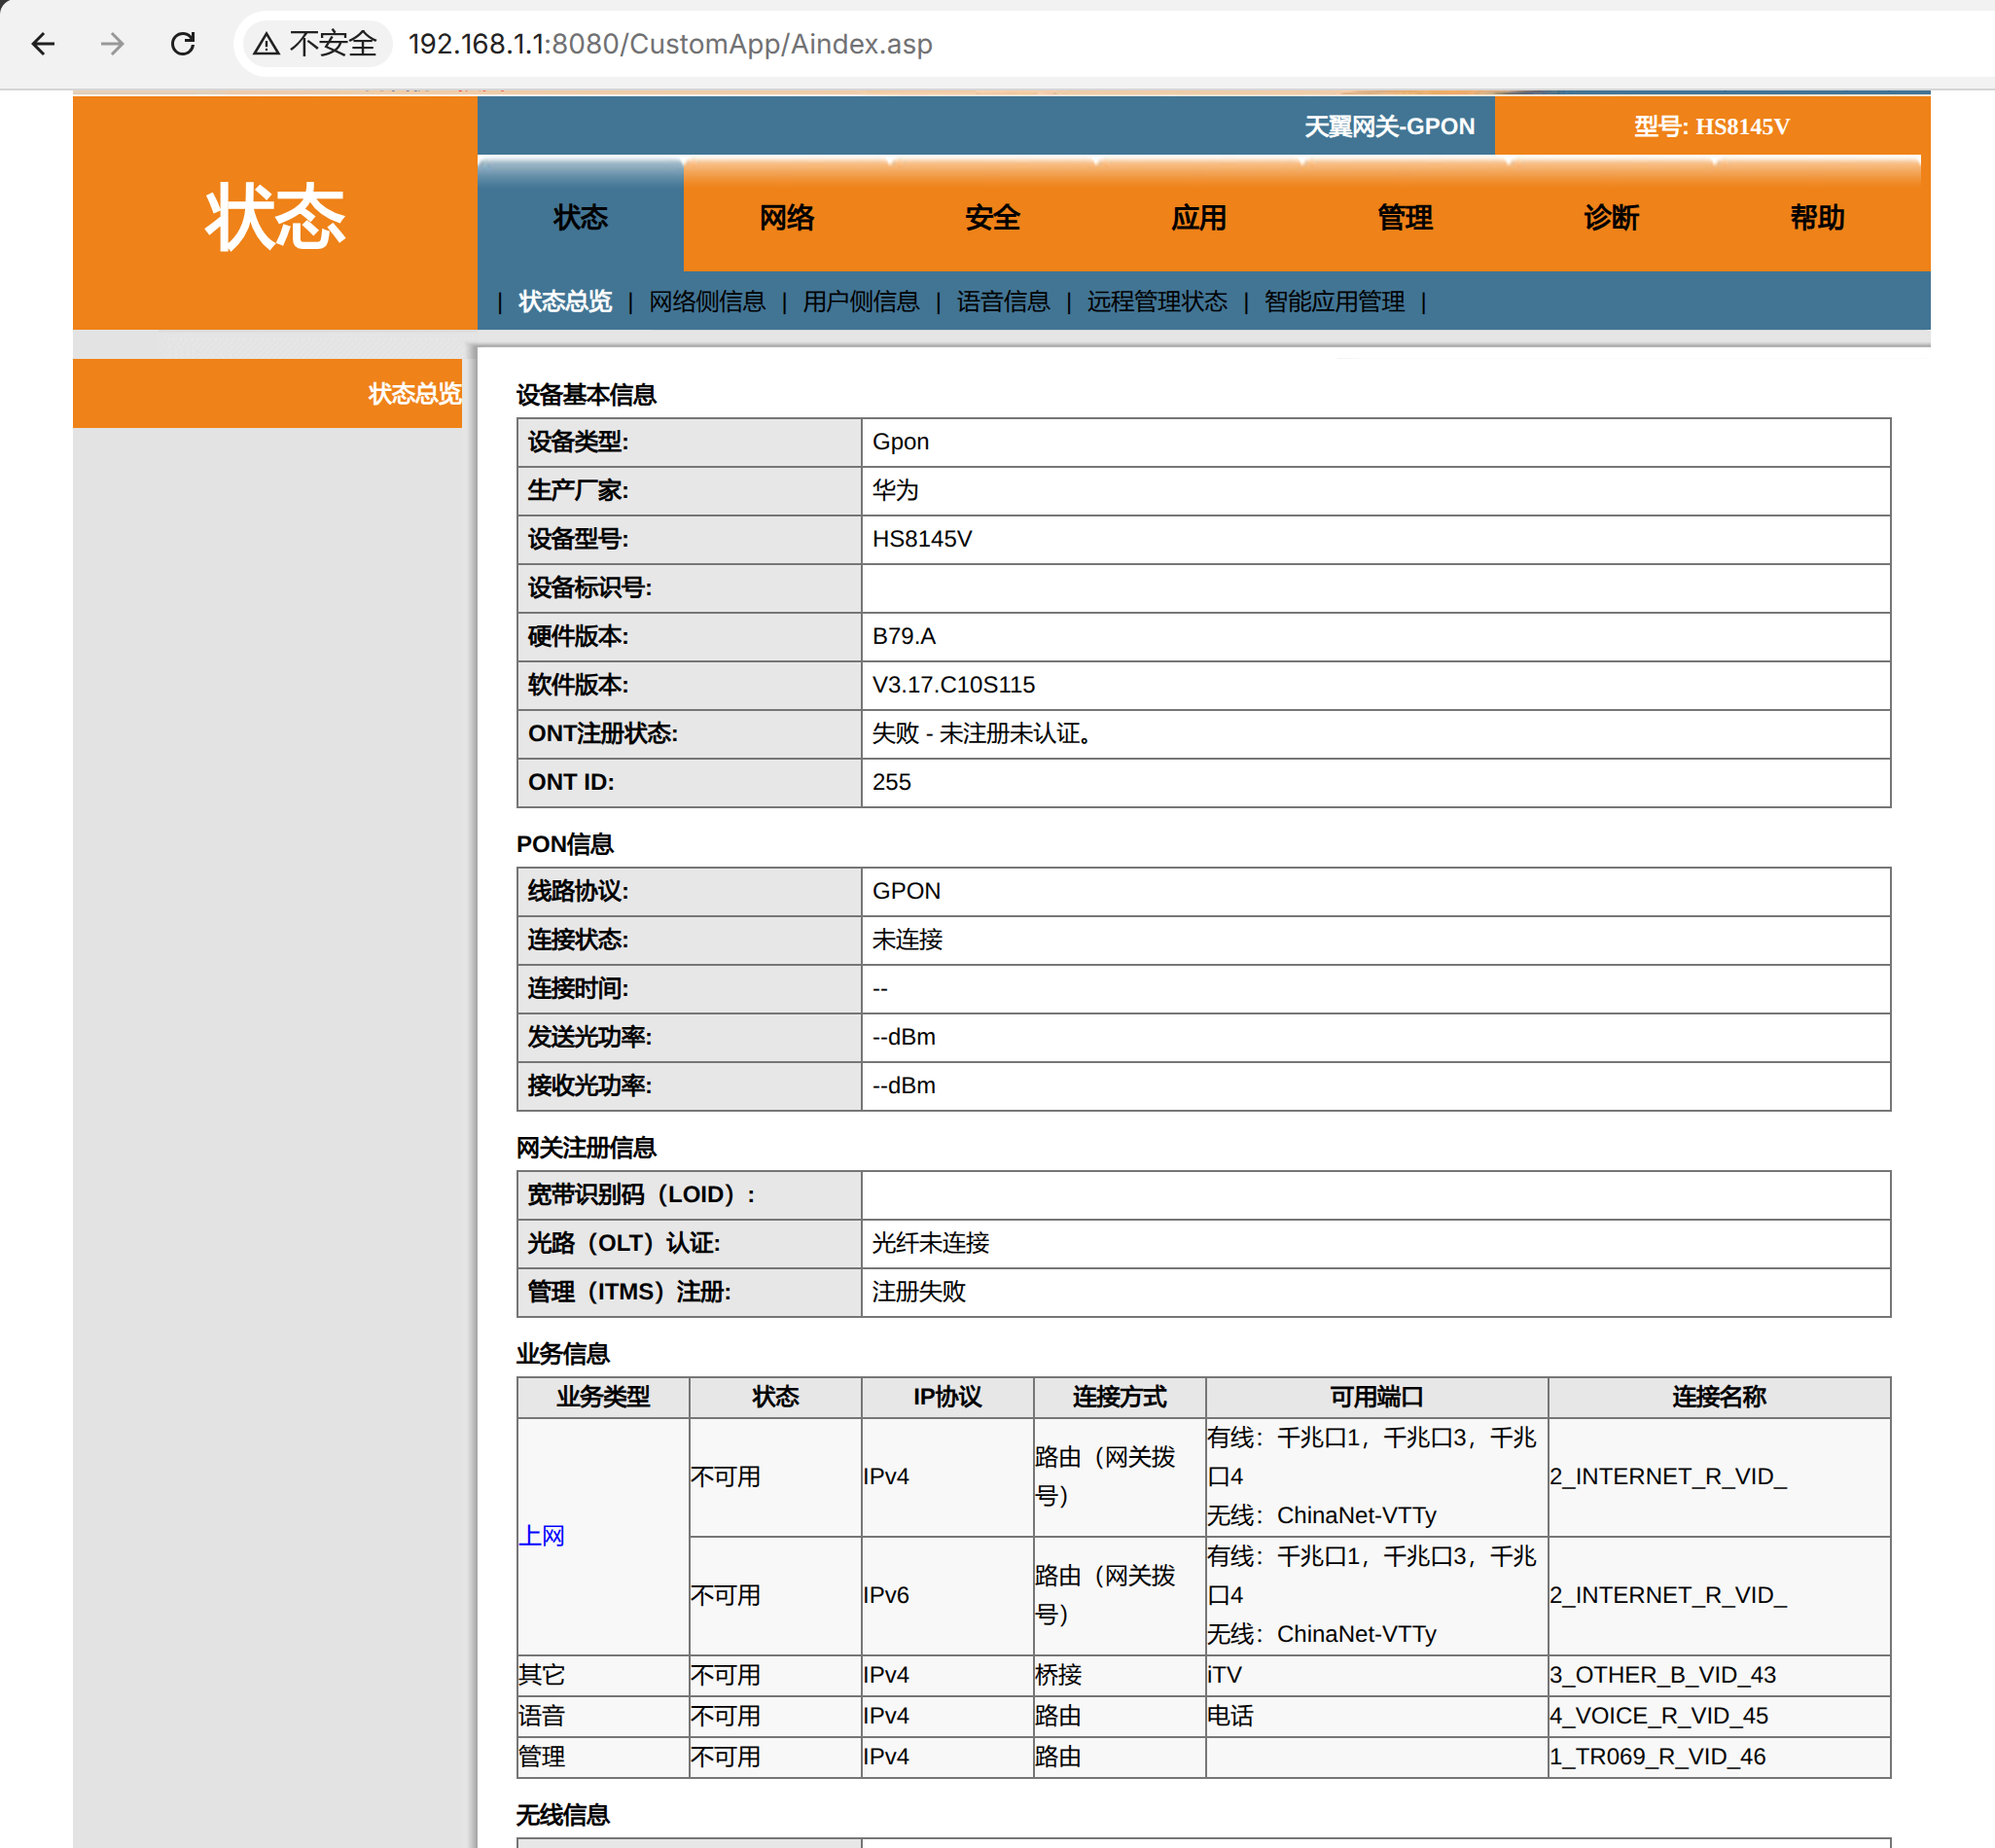 不安全 192.168.1.1:8080/CustomApp/Aindex.asp
天翼网关-GPON 型号: HS8145V
状态
状态 网络 安全 应用 管理 诊断 帮助
| 状态总览 | 网络侧信息 | 用户侧信息 | 语音信息 | 远程管理状态 | 智能应用管理 |
状态总览
设备基本信息
设备类型: Gpon
生产厂家: 华为
设备型号: HS8145V
设备标识号:
硬件版本: B79.A
软件版本: V3.17.C10S115
ONT注册状态: 失败 - 未注册未认证。
ONT ID: 255
PON信息
线路协议: GPON
连接状态: 未连接
连接时间: --
发送光功率: --dBm
接收光功率: --dBm
网关注册信息
宽带识别码（LOID）:
光路（OLT）认证: 光纤未连接
管理（ITMS）注册: 注册失败
业务信息
业务类型 状态 IP协议 连接方式 可用端口 连接名称
上网
不可用 IPv4 路由（网关拨
号） 有线：千兆口1，千兆口3，千兆
口4
无线：ChinaNet-VTTy 2_INTERNET_R_VID_
不可用 IPv6 路由（网关拨
号） 有线：千兆口1，千兆口3，千兆
口4
无线：ChinaNet-VTTy 2_INTERNET_R_VID_
其它 不可用 IPv4 桥接 iTV 3_OTHER_B_VID_43
语音 不可用 IPv4 路由 电话 4_VOICE_R_VID_45
管理 不可用 IPv4 路由 1_TR069_R_VID_46
无线信息